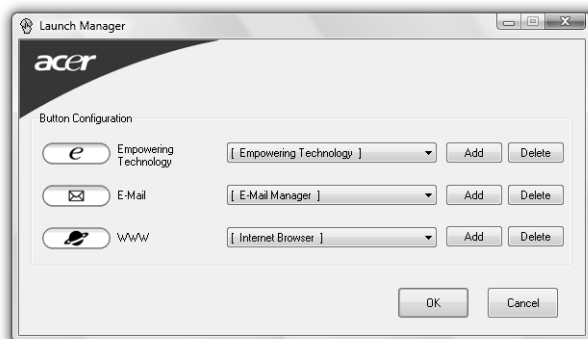 Launch Manager
acer
Button Configuration
e Empowering Technology [ Empowering Technology ] Add Delete
E-Mail [ E-Mail Manager ] Add Delete
WWW [ Internet Browser ] Add Delete
OK Cancel